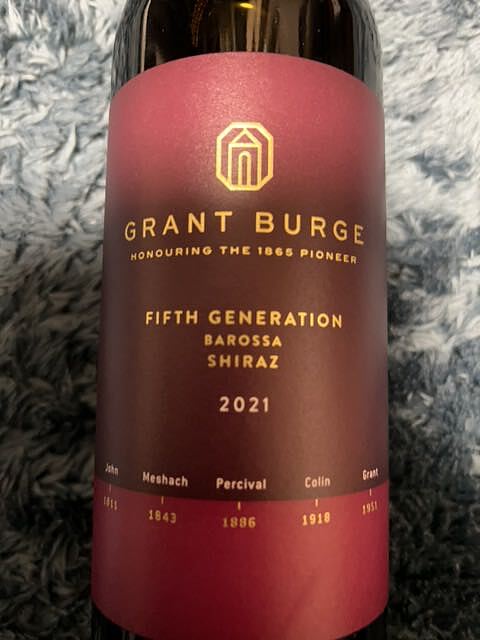 GRANT BURGE
HONOURING THE 1865 PIONEER
FIFTH GENERATION
BAROSSA
SHIRAZ
2021
John Meshach Percival Colin Grant
1811 1843 1886 1918 1951